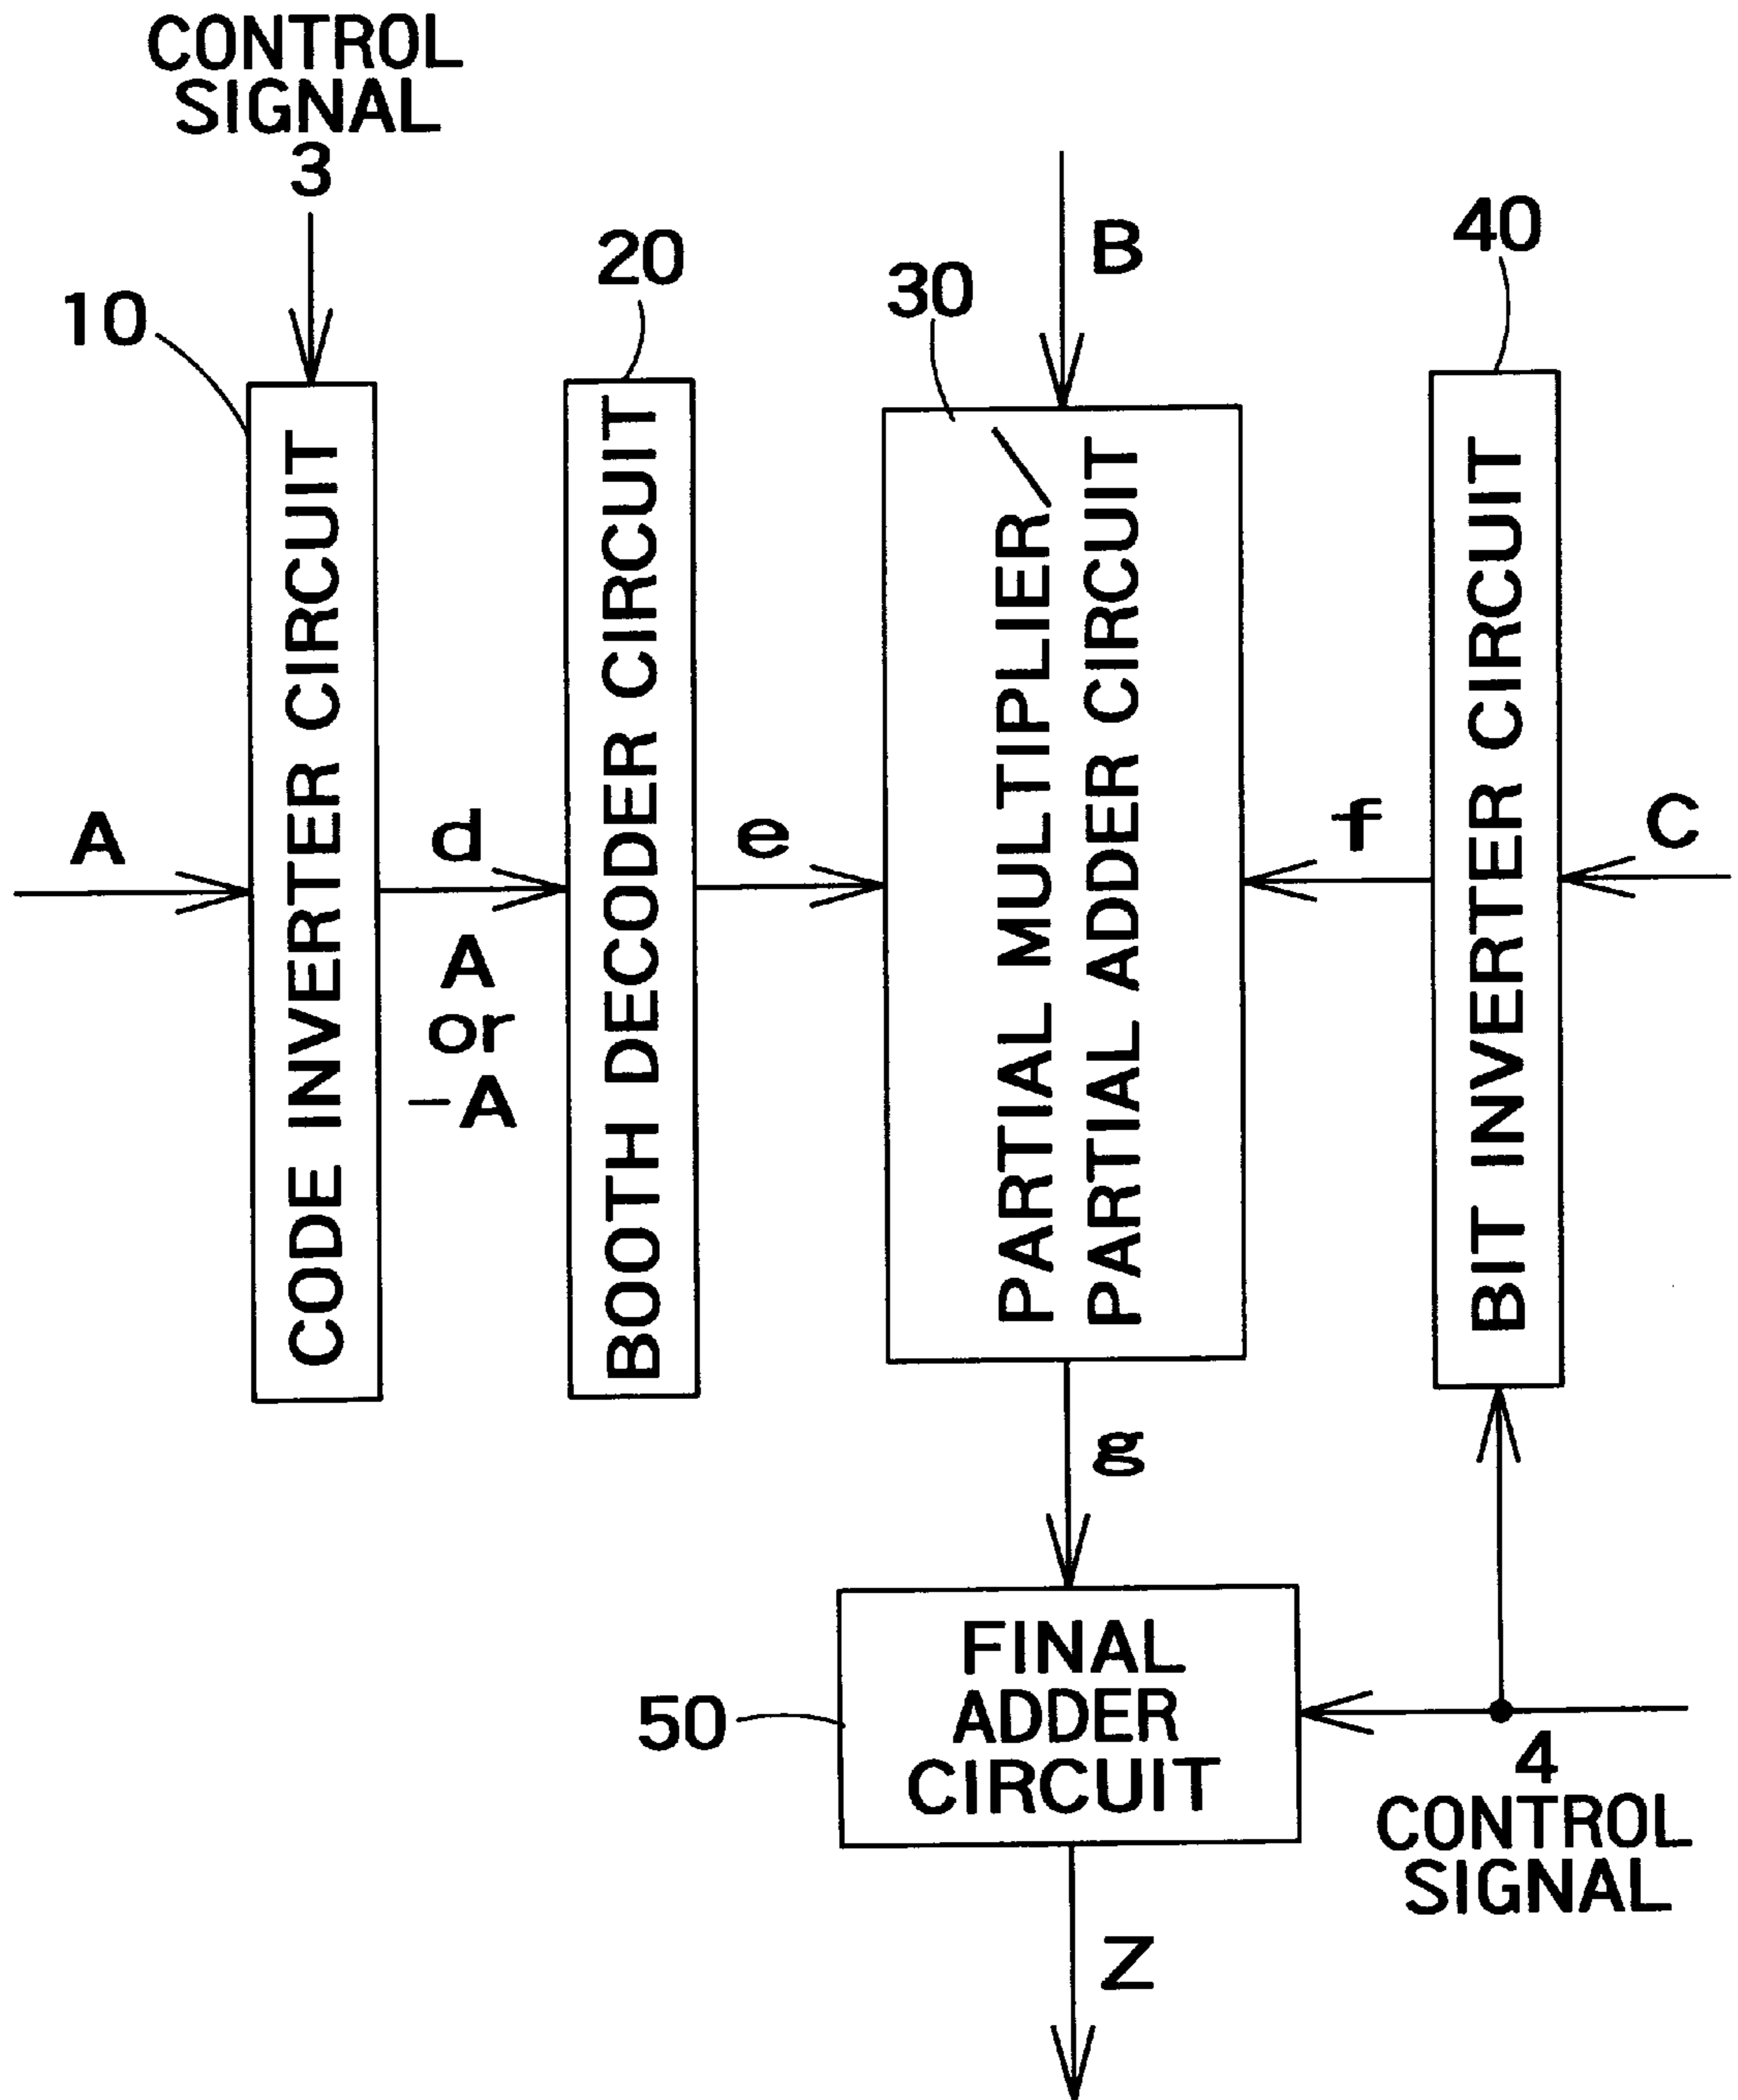 CONTROL
SIGNAL
3
10
20
30
B
40
CODE INVERTER CIRCUIT
BOOTH DECODER CIRCUIT
PARTIAL MULTIPLIER/
PARTIAL ADDER CIRCUIT
BIT INVERTER CIRCUIT
A
d
A
or
-A
e
f
C
g
50
FINAL
ADDER
CIRCUIT
4
CONTROL
SIGNAL
Z